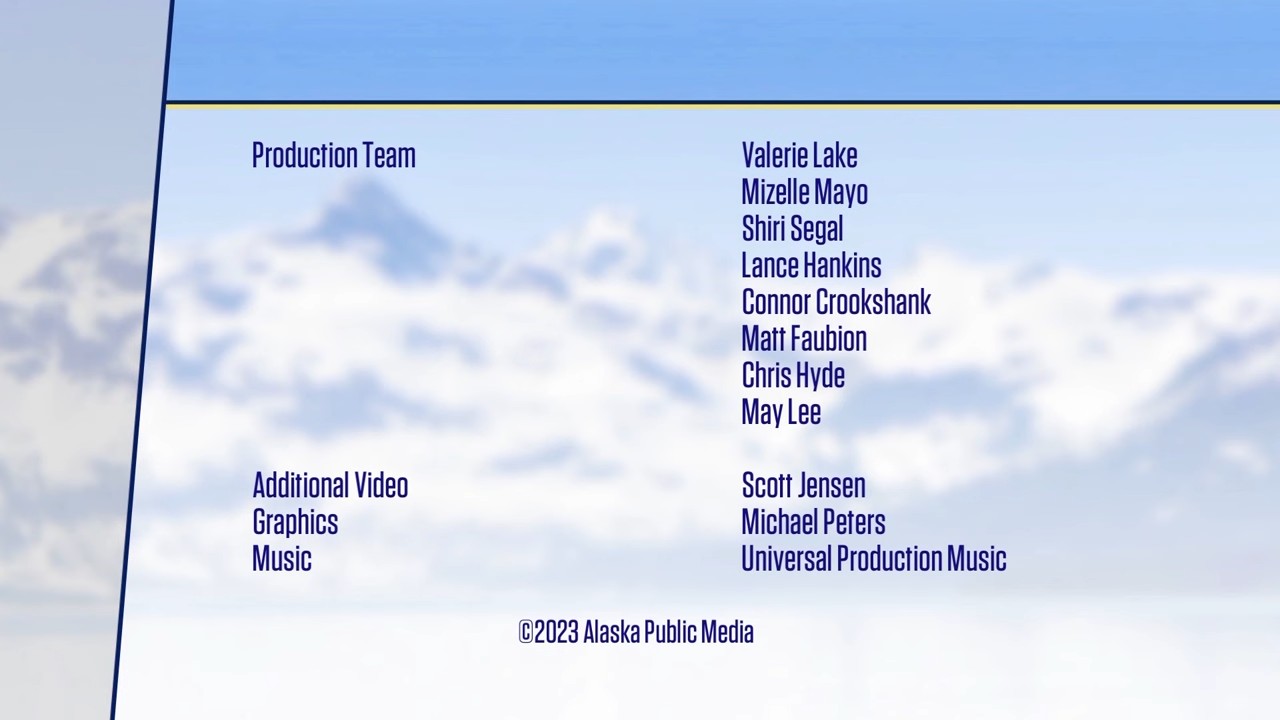 Production Team Valerie Lake
Mizelle Mayo
Shiri Segal
Lance Hankins
Connor Crookshank
Matt Faubion
Chris Hyde
May Lee
Additional Video Scott Jensen
Graphics Michael Peters
Music Universal Production Music
©2023 Alaska Public Media